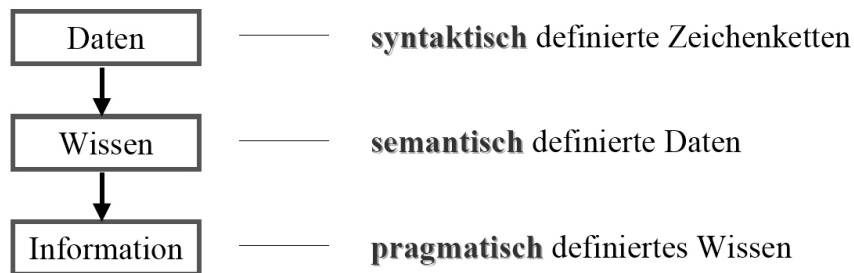 Daten syntaktisch definierte Zeichenketten
Wissen semantisch definierte Daten
Information pragmatisch definiertes Wissen